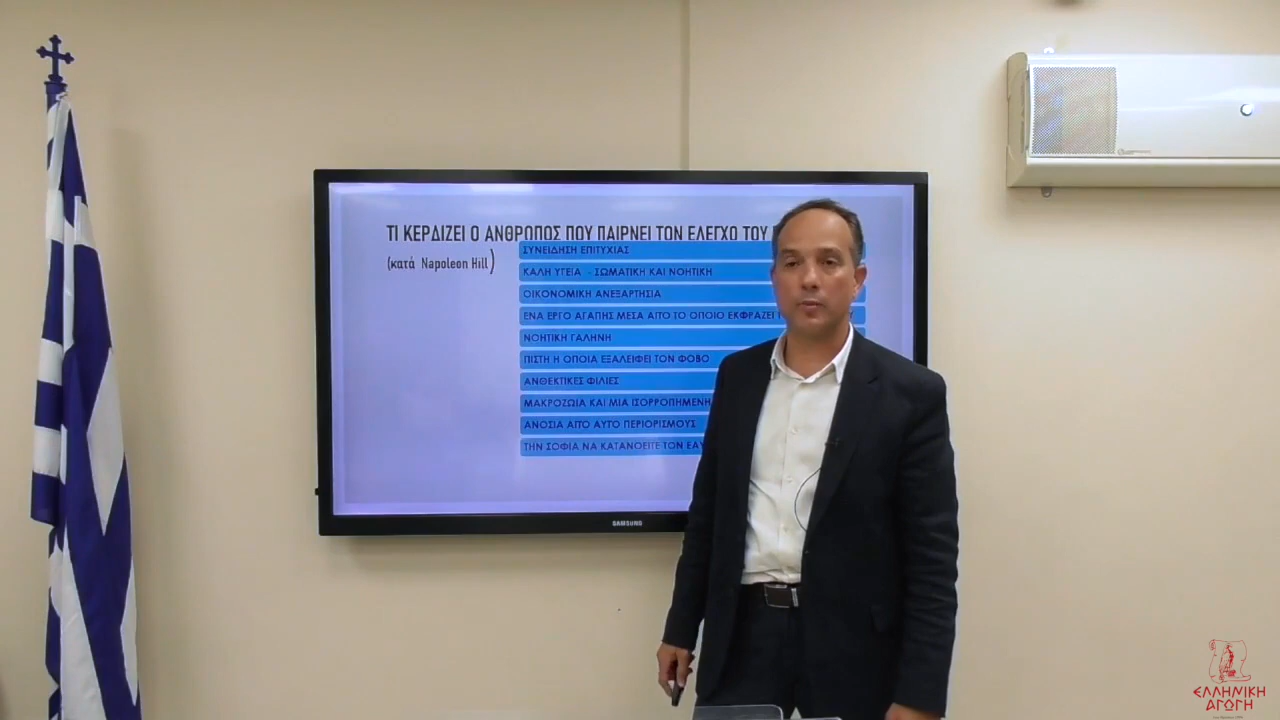 ΤΙ ΚΕΡΔΙΖΕΙ Ο ΑΝΘΡΩΠΟΣ ΠΟΥ ΠΑΙΡΝΕΙ ΤΟΝ ΕΛΕΓΧΟ ΤΟΥ
(κατά Napoleon Hill)
ΣΥΝΕΙΔΗΣΗ ΕΠΙΤΥΧΙΑΣ
ΚΑΛΗ ΥΓΕΙΑ - ΣΩΜΑΤΙΚΗ ΚΑΙ ΝΟΗΤΙΚΗ
ΟΙΚΟΝΟΜΙΚΗ ΑΝΕΞΑΡΤΗΣΙΑ
ΕΝΑ ΕΡΓΟ ΑΓΑΠΗΣ ΜΕΣΑ ΑΠΟ ΤΟ ΟΠΟΙΟ ΕΚΦΡΑΖΕΙ
ΝΟΗΤΙΚΗ ΓΑΛΗΝΗ
ΠΙΣΤΗ Η ΟΠΟΙΑ ΕΞΑΛΕΙΦΕΙ ΤΟΝ ΦΟΒΟ
ΑΝΘΕΚΤΙΚΕΣ ΦΙΛΙΕΣ
ΜΑΚΡΟΖΩΙΑ ΚΑΙ ΜΙΑ ΙΣΟΡΡΟΠΗΜΕΝΗ
ΑΝΟΣΙΑ ΑΠΟ ΑΥΤΟ ΠΕΡΙΟΡΙΣΜΟΥΣ
ΤΗΝ ΣΟΦΙΑ ΝΑ ΚΑΤΑΝΟΕΙΤΕ ΤΟΝ
SAMSUNG
ΕΛΛΗΝΙΚΗ
ΑΓΩΓΗ